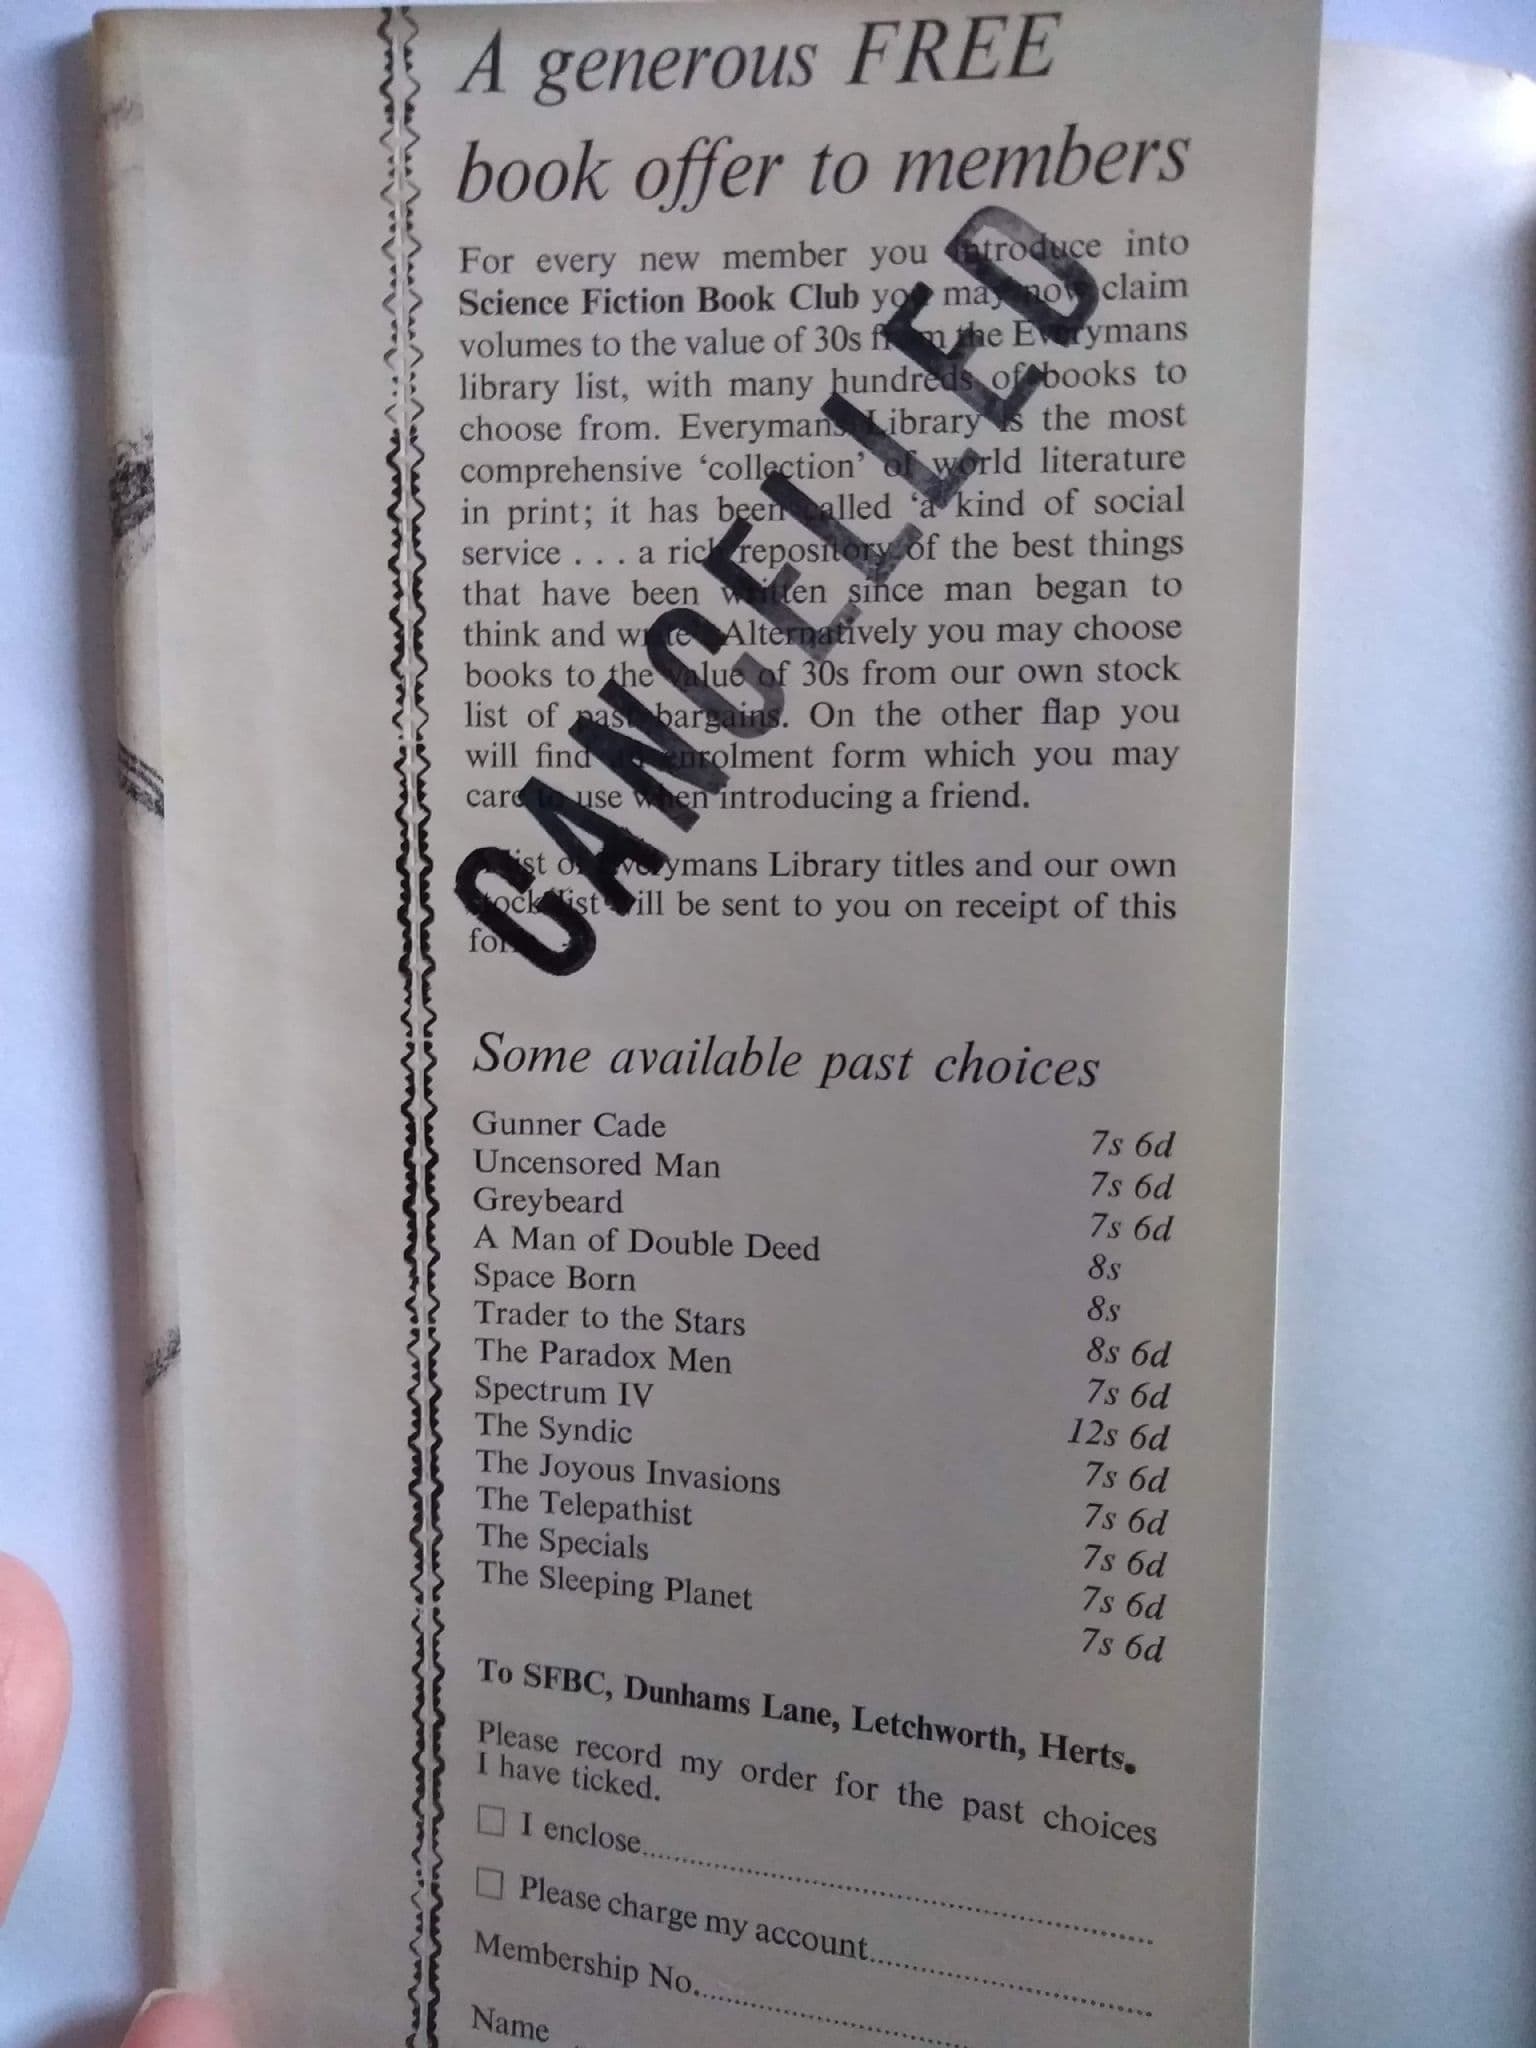 A generous FREE
book offer to members
For every new member you introduce into
Science Fiction Book Club you may now claim
volumes to the value of 30s from the Everymans
library list, with many hundreds of books to
choose from. Everymans Library is the most
comprehensive ‘collection’ of world literature
in print; it has been called ‘a kind of social
service . . . a rich repository of the best things
that have been written since man began to
think and write’. Alternatively you may choose
books to the value of 30s from our own stock
list of past bargains. On the other flap you
will find an enrolment form which you may
care to use when introducing a friend.
A list of Everymans Library titles and our own
stock list will be sent to you on receipt of this
form.
CANCELLED
Some available past choices
Gunner Cade 7s 6d
Uncensored Man 7s 6d
Greybeard 7s 6d
A Man of Double Deed 8s
Space Born 8s
Trader to the Stars 8s 6d
The Paradox Men 7s 6d
Spectrum IV 12s 6d
The Syndic 7s 6d
The Joyous Invasions 7s 6d
The Telepathist 7s 6d
The Specials 7s 6d
The Sleeping Planet 7s 6d
To SFBC, Dunhams Lane, Letchworth, Herts.
Please record my order for the past choices
I have ticked.
I enclose
Please charge my account
Membership No.
Name